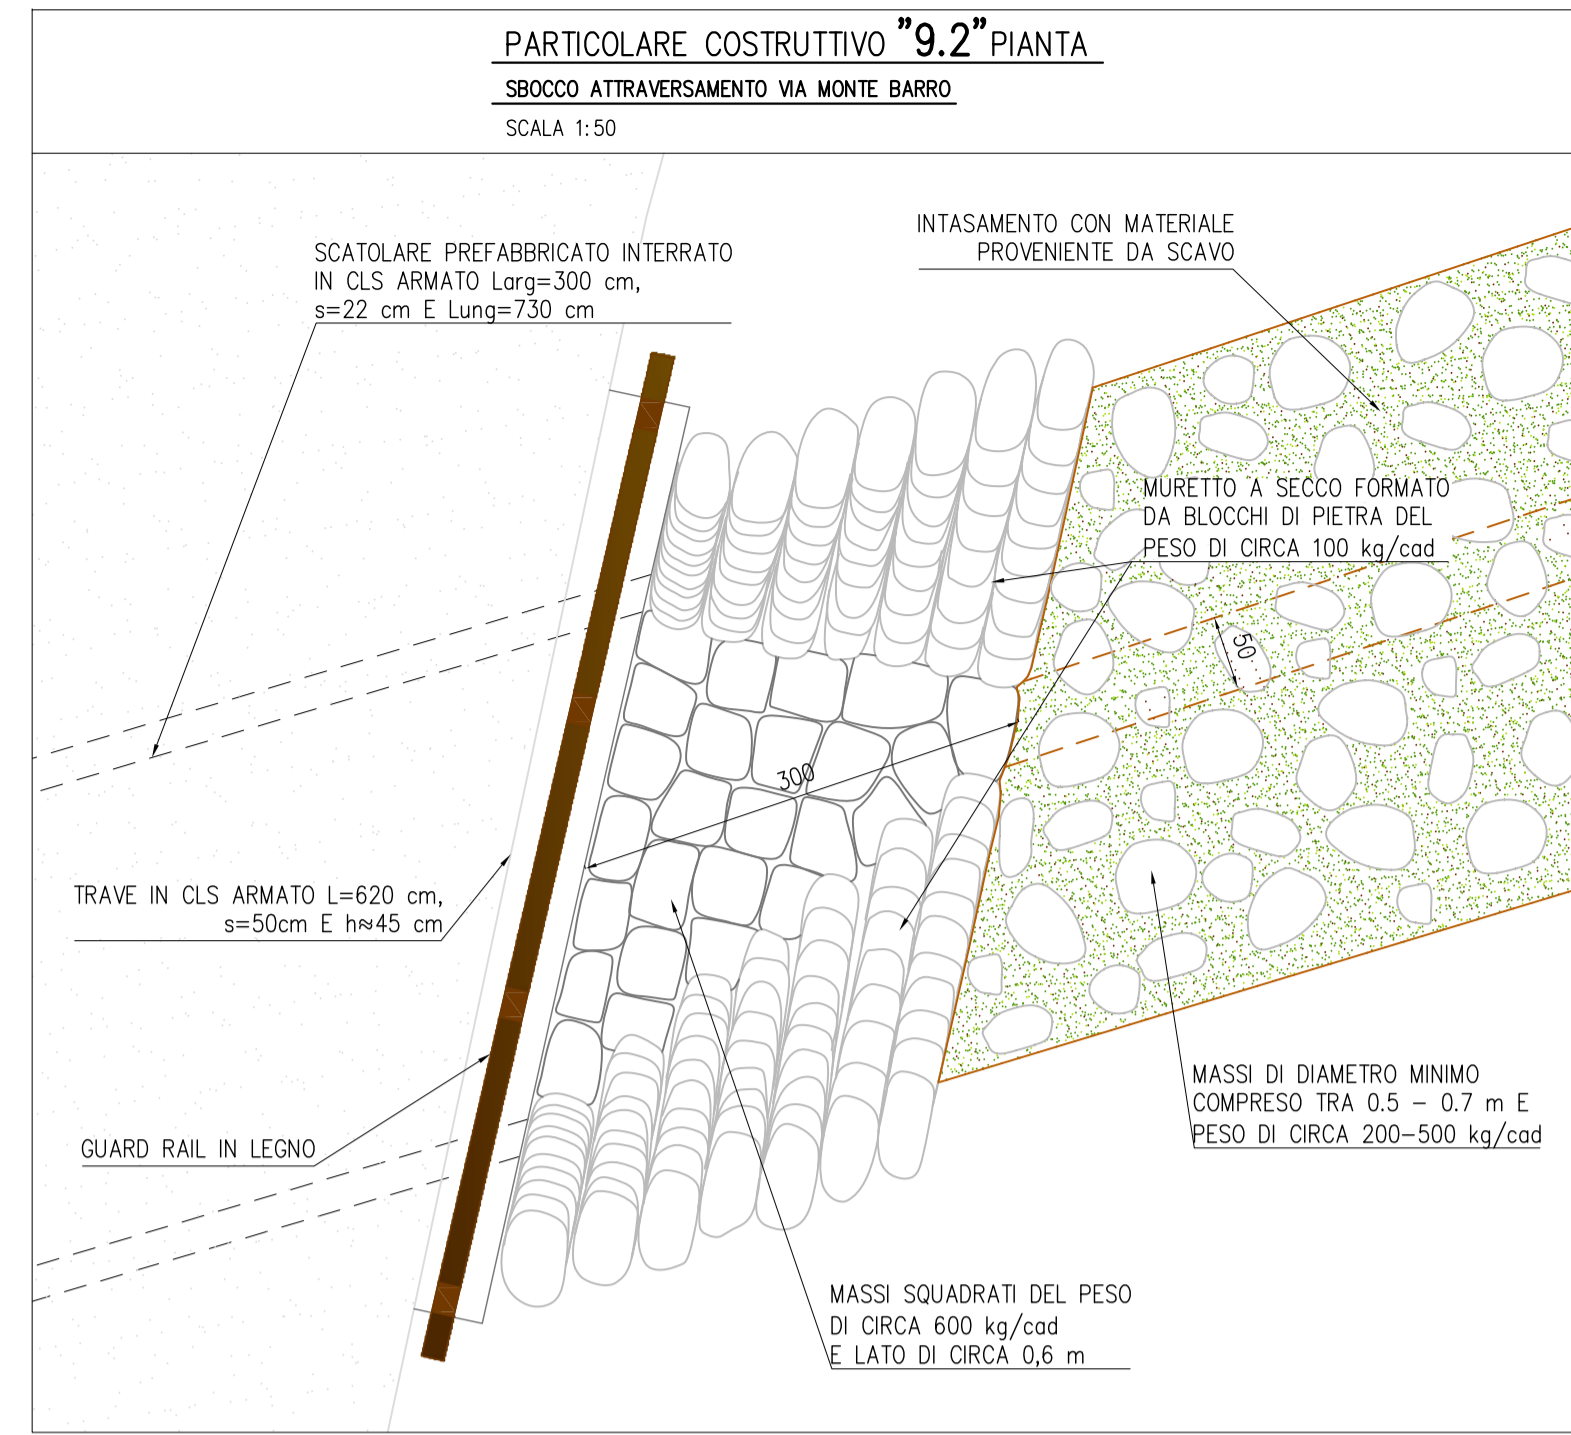 PARTICOLARE COSTRUTTIVO "9.2" PIANTA
SBOCCO ATTRAVERSAMENTO VIA MONTE BARRO
SCALA 1:50
INTASAMENTO CON MATERIALE
PROVENIENTE DA SCAVO
SCATOLARE PREFABBRICATO INTERRATO
IN CLS ARMATO Larg=300 cm,
s=22 cm E Lung=730 cm
MURETTO A SECCO FORMATO
DA BLOCCHI DI PIETRA DEL
PESO DI CIRCA 100 kg/cad
50
300
TRAVE IN CLS ARMATO L=620 cm,
s=50cm E h≈45 cm
GUARD RAIL IN LEGNO
MASSI DI DIAMETRO MINIMO
COMPRESO TRA 0.5 – 0.7 m E
PESO DI CIRCA 200–500 kg/cad
MASSI SQUADRATI DEL PESO
DI CIRCA 600 kg/cad
E LATO DI CIRCA 0,6 m